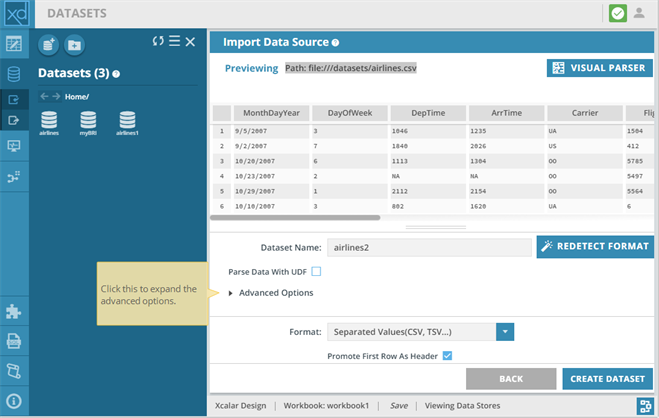 xd
DATASETS
Datasets (3)
Home/
airlines
myBRI
airlines1
Import Data Source
Previewing Path: file:///datasets/airlines.csv
VISUAL PARSER
MonthDayYear DayOfWeek DepTime ArrTime Carrier Flig
1 9/5/2007 3 1046 1235 UA 1504
2 9/2/2007 7 1840 2026 US 412
3 10/20/2007 6 1113 1304 OO 5785
4 10/23/2007 2 NA NA OO 5497
5 10/29/2007 1 2112 2154 OO 5564
6 10/10/2007 3 802 1620 UA 6
Dataset Name: airlines2
REDETECT FORMAT
Parse Data With UDF
Click this to expand the
advanced options.
Advanced Options
Format: Separated Values(CSV, TSV...)
Promote First Row As Header
BACK
CREATE DATASET
Xcalar Design Workbook: workbook1 Save Viewing Data Stores